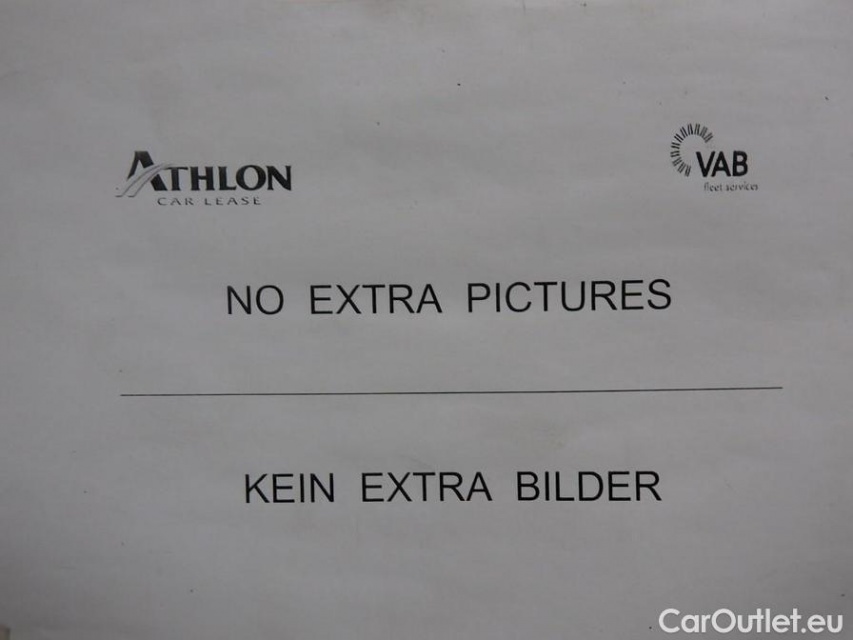 ATHLON
CAR LEASE
VAB
fleet services
NO EXTRA PICTURES
KEIN EXTRA BILDER
CarOutlet.eu